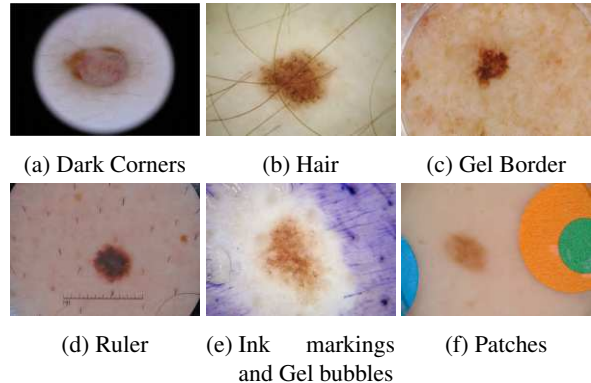 (a) Dark Corners
(b) Hair
(c) Gel Border
(d) Ruler
(e) Ink markings
and Gel bubbles
(f) Patches